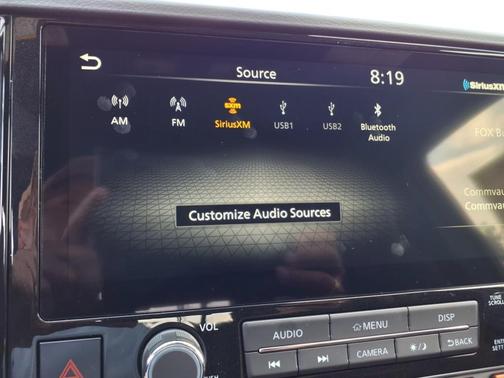 Source
8:19
SiriusXM
AM
FM
sxm
SiriusXM
USB1
USB2
Bluetooth
Audio
FOX
Customize Audio Sources
VOL
AUDIO
MENU
DISP
TUNE
CAMERA
BACK